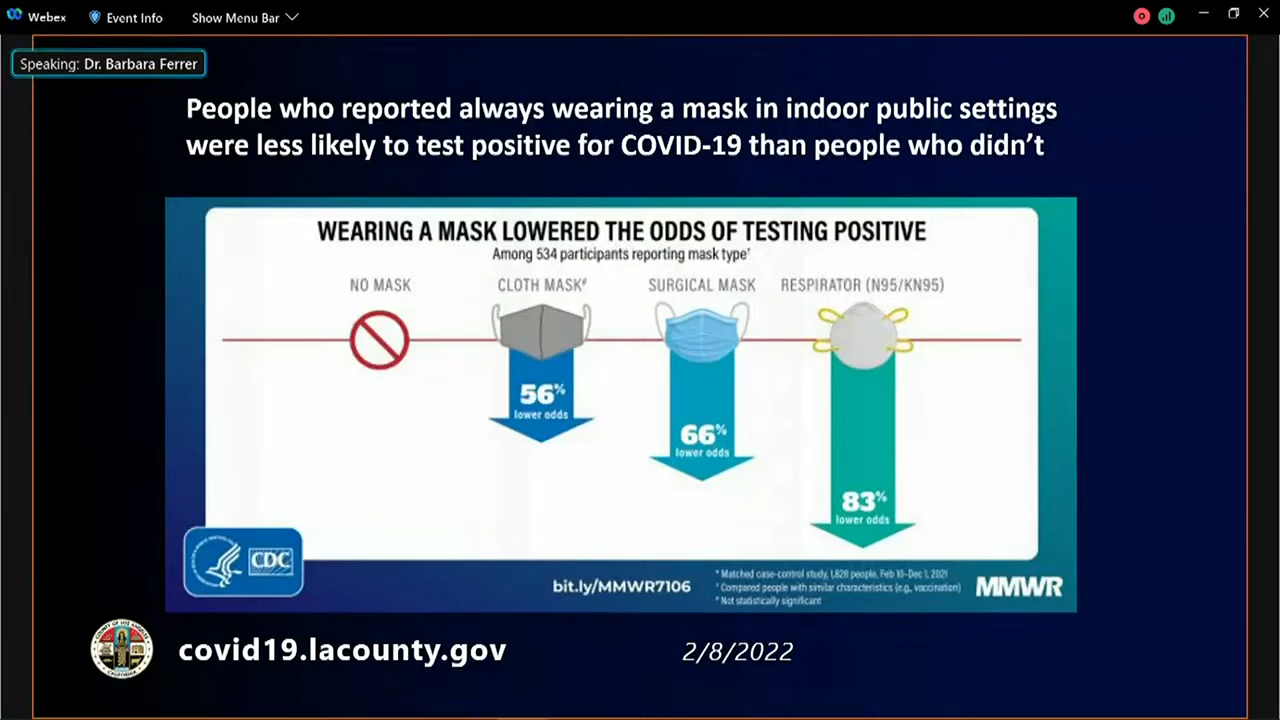 Webex Event Info Show Menu Bar
Speaking: Dr. Barbara Ferrer
People who reported always wearing a mask in indoor public settings
were less likely to test positive for COVID-19 than people who didn't
WEARING A MASK LOWERED THE ODDS OF TESTING POSITIVE
Among 534 participants reporting mask type†
NO MASK CLOTH MASK# SURGICAL MASK RESPIRATOR (N95/KN95)
56%
lower odds
66%
lower odds
83%
lower odds
CDC
bit.ly/MMWR7106
* Matched case-control study, 1,828 people, Feb 18–Dec 1, 2021
† Compared people with similar characteristics (e.g., vaccination)
# Not statistically significant
MMWR
covid19.lacounty.gov 2/8/2022